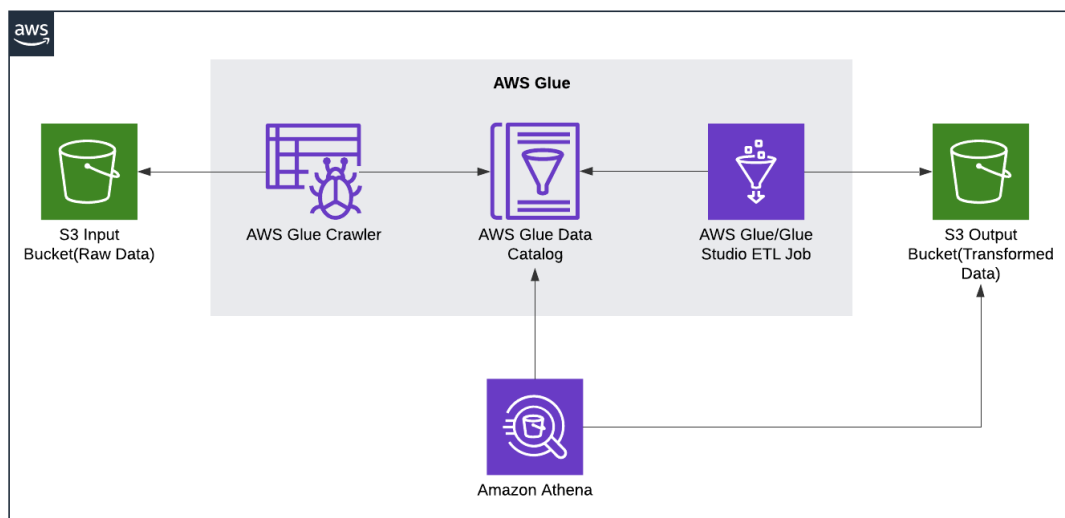 aws
AWS Glue
S3 Input
Bucket(Raw Data)
AWS Glue Crawler
AWS Glue Data
Catalog
AWS Glue/Glue
Studio ETL Job
S3 Output
Bucket(Transformed
Data)
Amazon Athena